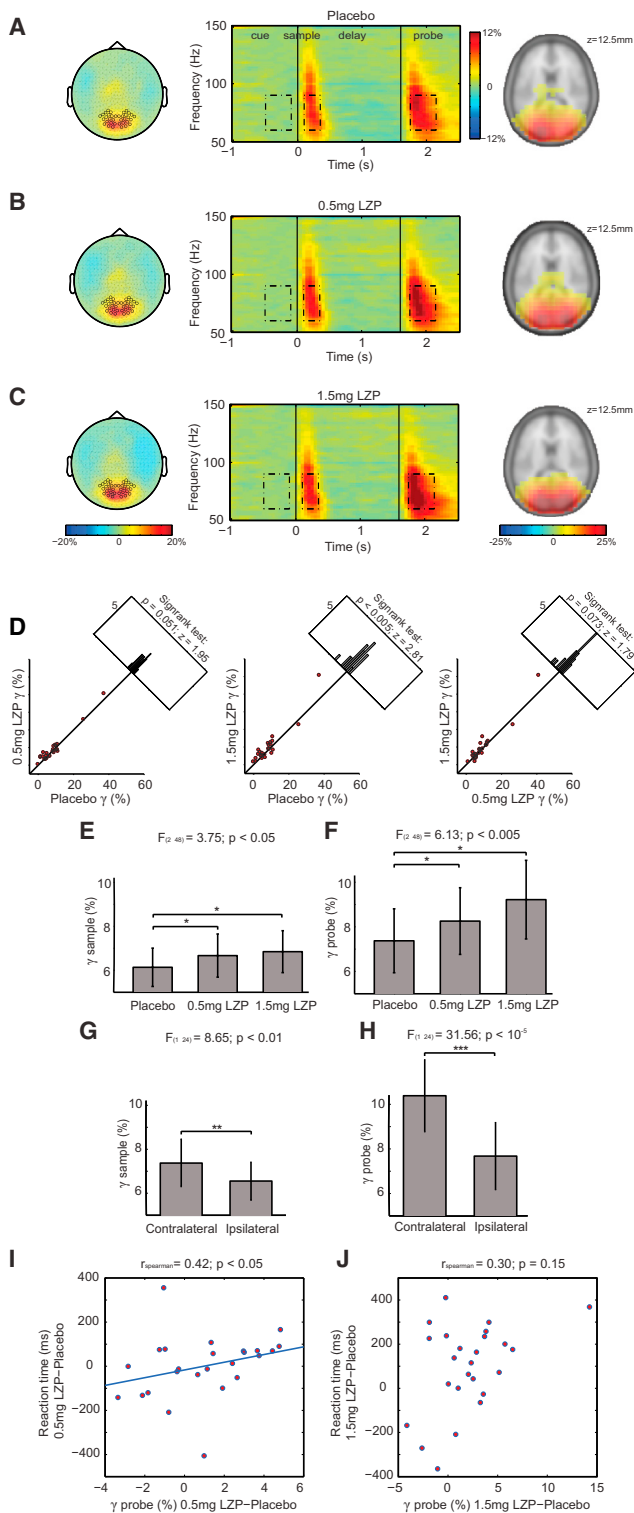 A
Placebo
cue sample delay probe
150
100
50
Frequency (Hz)
−1 0 1 2
Time (s)
12%
0
−12%
z=12.5mm
B
0.5mg LZP
150
100
50
Frequency (Hz)
−1 0 1 2
Time (s)
z=12.5mm
C
1.5mg LZP
150
100
50
Frequency (Hz)
−1 0 1 2
Time (s)
z=12.5mm
−20% 0 20%
−25% 0 25%
D
5
Signrank test:
p = 0.051; z = 1.95
0.5mg LZP γ (%)
0 20 40 60
Placebo γ (%)
5
Signrank test:
p < 0.005; z = 2.81
1.5mg LZP γ (%)
0 20 40 60
Placebo γ (%)
5
Signrank test:
p = 0.073; z = 1.79
1.5mg LZP γ (%)
0 20 40 60
0.5mg LZP γ (%)
E
F(2 48) = 3.75; p < 0.05
*
*
10
8
6
γ sample (%)
Placebo 0.5mg LZP 1.5mg LZP
F
F(2 48) = 6.13; p < 0.005
*
*
10
8
6
γ probe (%)
Placebo 0.5mg LZP 1.5mg LZP
G
F(1 24) = 8.65; p < 0.01
**
10
8
6
γ sample (%)
Contralateral Ipsilateral
H
F(1 24) = 31.56; p < 10-5
***
10
8
6
γ probe (%)
Contralateral Ipsilateral
I
rspearman = 0.42; p < 0.05
400
200
0
−200
−400
Reaction time (ms)
0.5mg LZP−Placebo
−4 −2 0 2 4 6
γ probe (%) 0.5mg LZP−Placebo
J
rspearman = 0.30; p = 0.15
400
200
0
−200
−400
Reaction time (ms)
1.5mg LZP−Placebo
−5 0 5 10 15
γ probe (%) 1.5mg LZP−Placebo